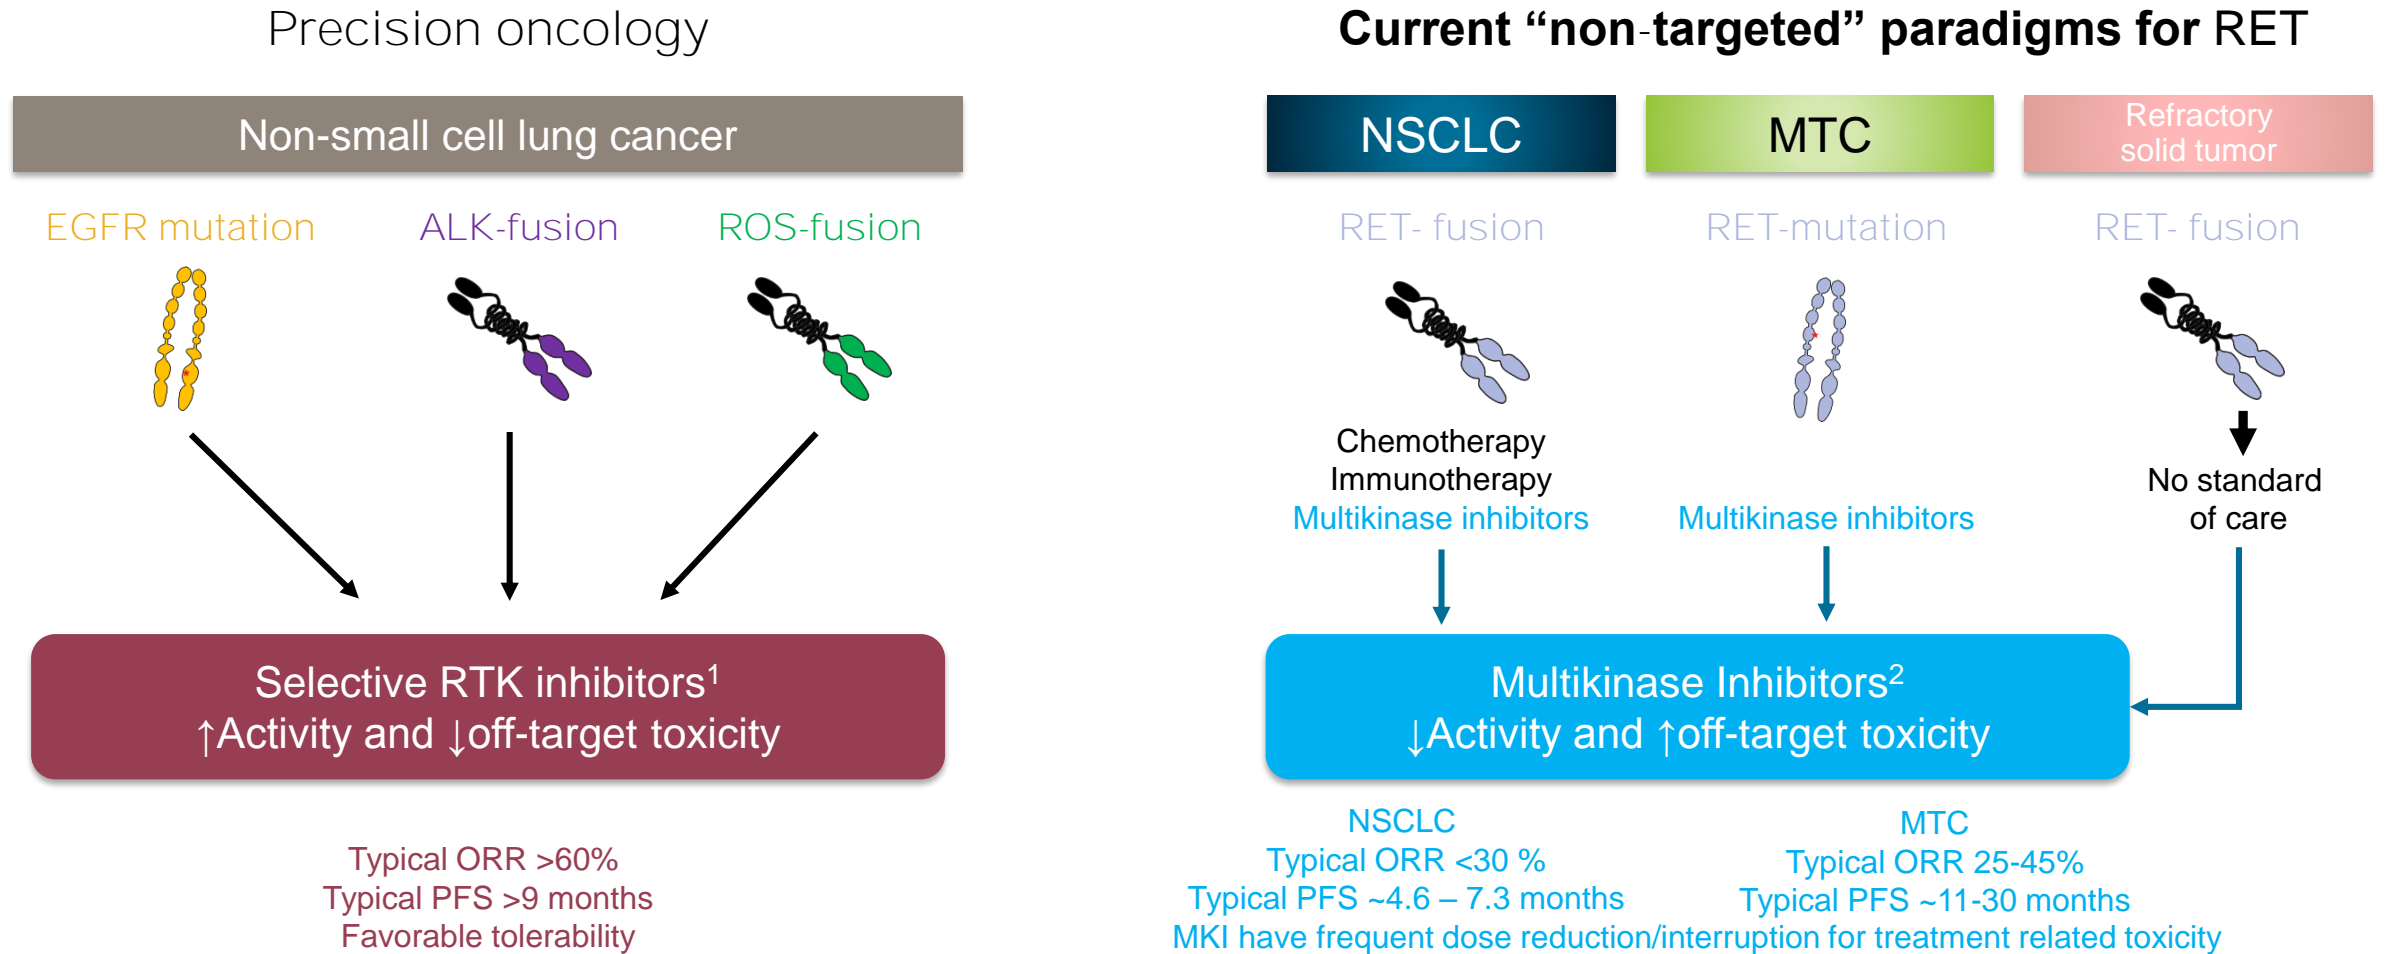 Precision oncology
Non-small cell lung cancer
EGFR mutation
ALK-fusion
ROS-fusion
Selective RTK inhibitors¹
↑Activity and ↓off-target toxicity
Typical ORR >60%
Typical PFS >9 months
Favorable tolerability
Current “non-targeted” paradigms for RET
NSCLC
MTC
Refractory
solid tumor
RET- fusion
RET-mutation
RET- fusion
Chemotherapy
Immunotherapy
Multikinase inhibitors
Multikinase inhibitors
No standard
of care
Multikinase Inhibitors²
↓Activity and ↑off-target toxicity
NSCLC
Typical ORR <30 %
Typical PFS ~4.6 – 7.3 months
MTC
Typical ORR 25-45%
Typical PFS ~11-30 months
MKI have frequent dose reduction/interruption for treatment related toxicity